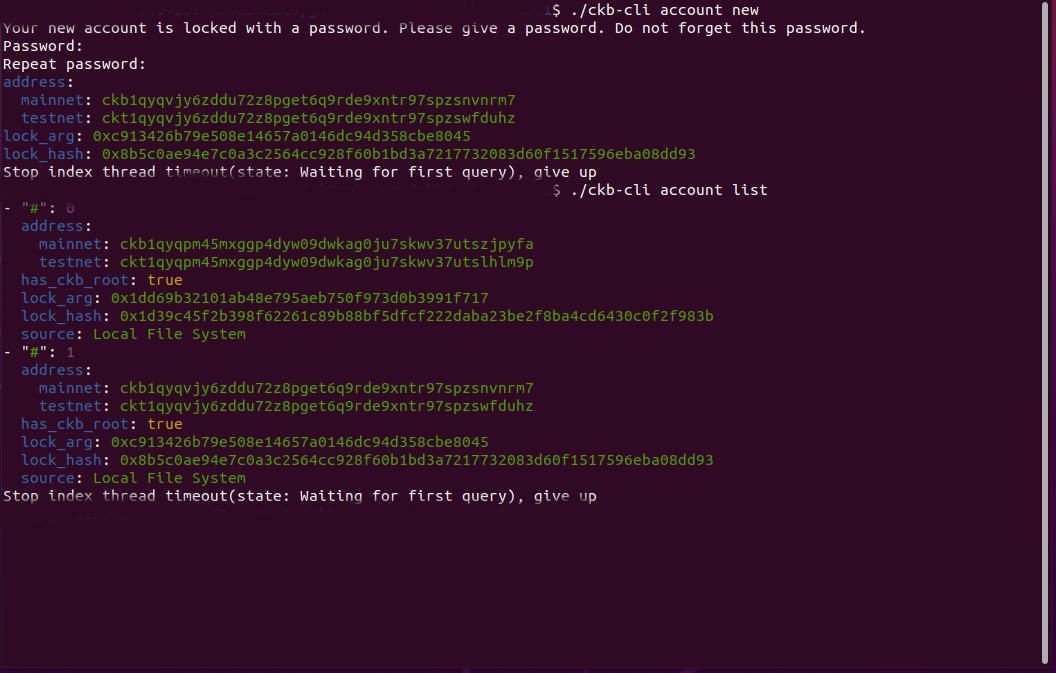 $ ./ckb-cli account new
Your new account is locked with a password. Please give a password. Do not forget this password.
Password:
Repeat password:
address:
  mainnet: ckb1qyqvjy6zddu72z8pget6q9rde9xntr97spzsnvnrm7
  testnet: ckt1qyqvjy6zddu72z8pget6q9rde9xntr97spzswfduhz
lock_arg: 0xc913426b79e508e14657a0146dc94d358cbe8045
lock_hash: 0x8b5c0ae94e7c0a3c2564cc928f60b1bd3a7217732083d60f1517596eba08dd93
Stop index thread timeout(state: Waiting for first query), give up
$ ./ckb-cli account list
- "#": 0
  address:
    mainnet: ckb1qyqpm45mxggp4dyw09dwkag0ju7skwv37utszjpyfa
    testnet: ckt1qyqpm45mxggp4dyw09dwkag0ju7skwv37utslhlm9p
  has_ckb_root: true
  lock_arg: 0x1dd69b32101ab48e795aeb750f973d0b3991f717
  lock_hash: 0x1d39c45f2b398f62261c89b88bf5dfcf222daba23be2f8ba4cd6430c0f2f983b
  source: Local File System
- "#": 1
  address:
    mainnet: ckb1qyqvjy6zddu72z8pget6q9rde9xntr97spzsnvnrm7
    testnet: ckt1qyqvjy6zddu72z8pget6q9rde9xntr97spzswfduhz
  has_ckb_root: true
  lock_arg: 0xc913426b79e508e14657a0146dc94d358cbe8045
  lock_hash: 0x8b5c0ae94e7c0a3c2564cc928f60b1bd3a7217732083d60f1517596eba08dd93
  source: Local File System
Stop index thread timeout(state: Waiting for first query), give up